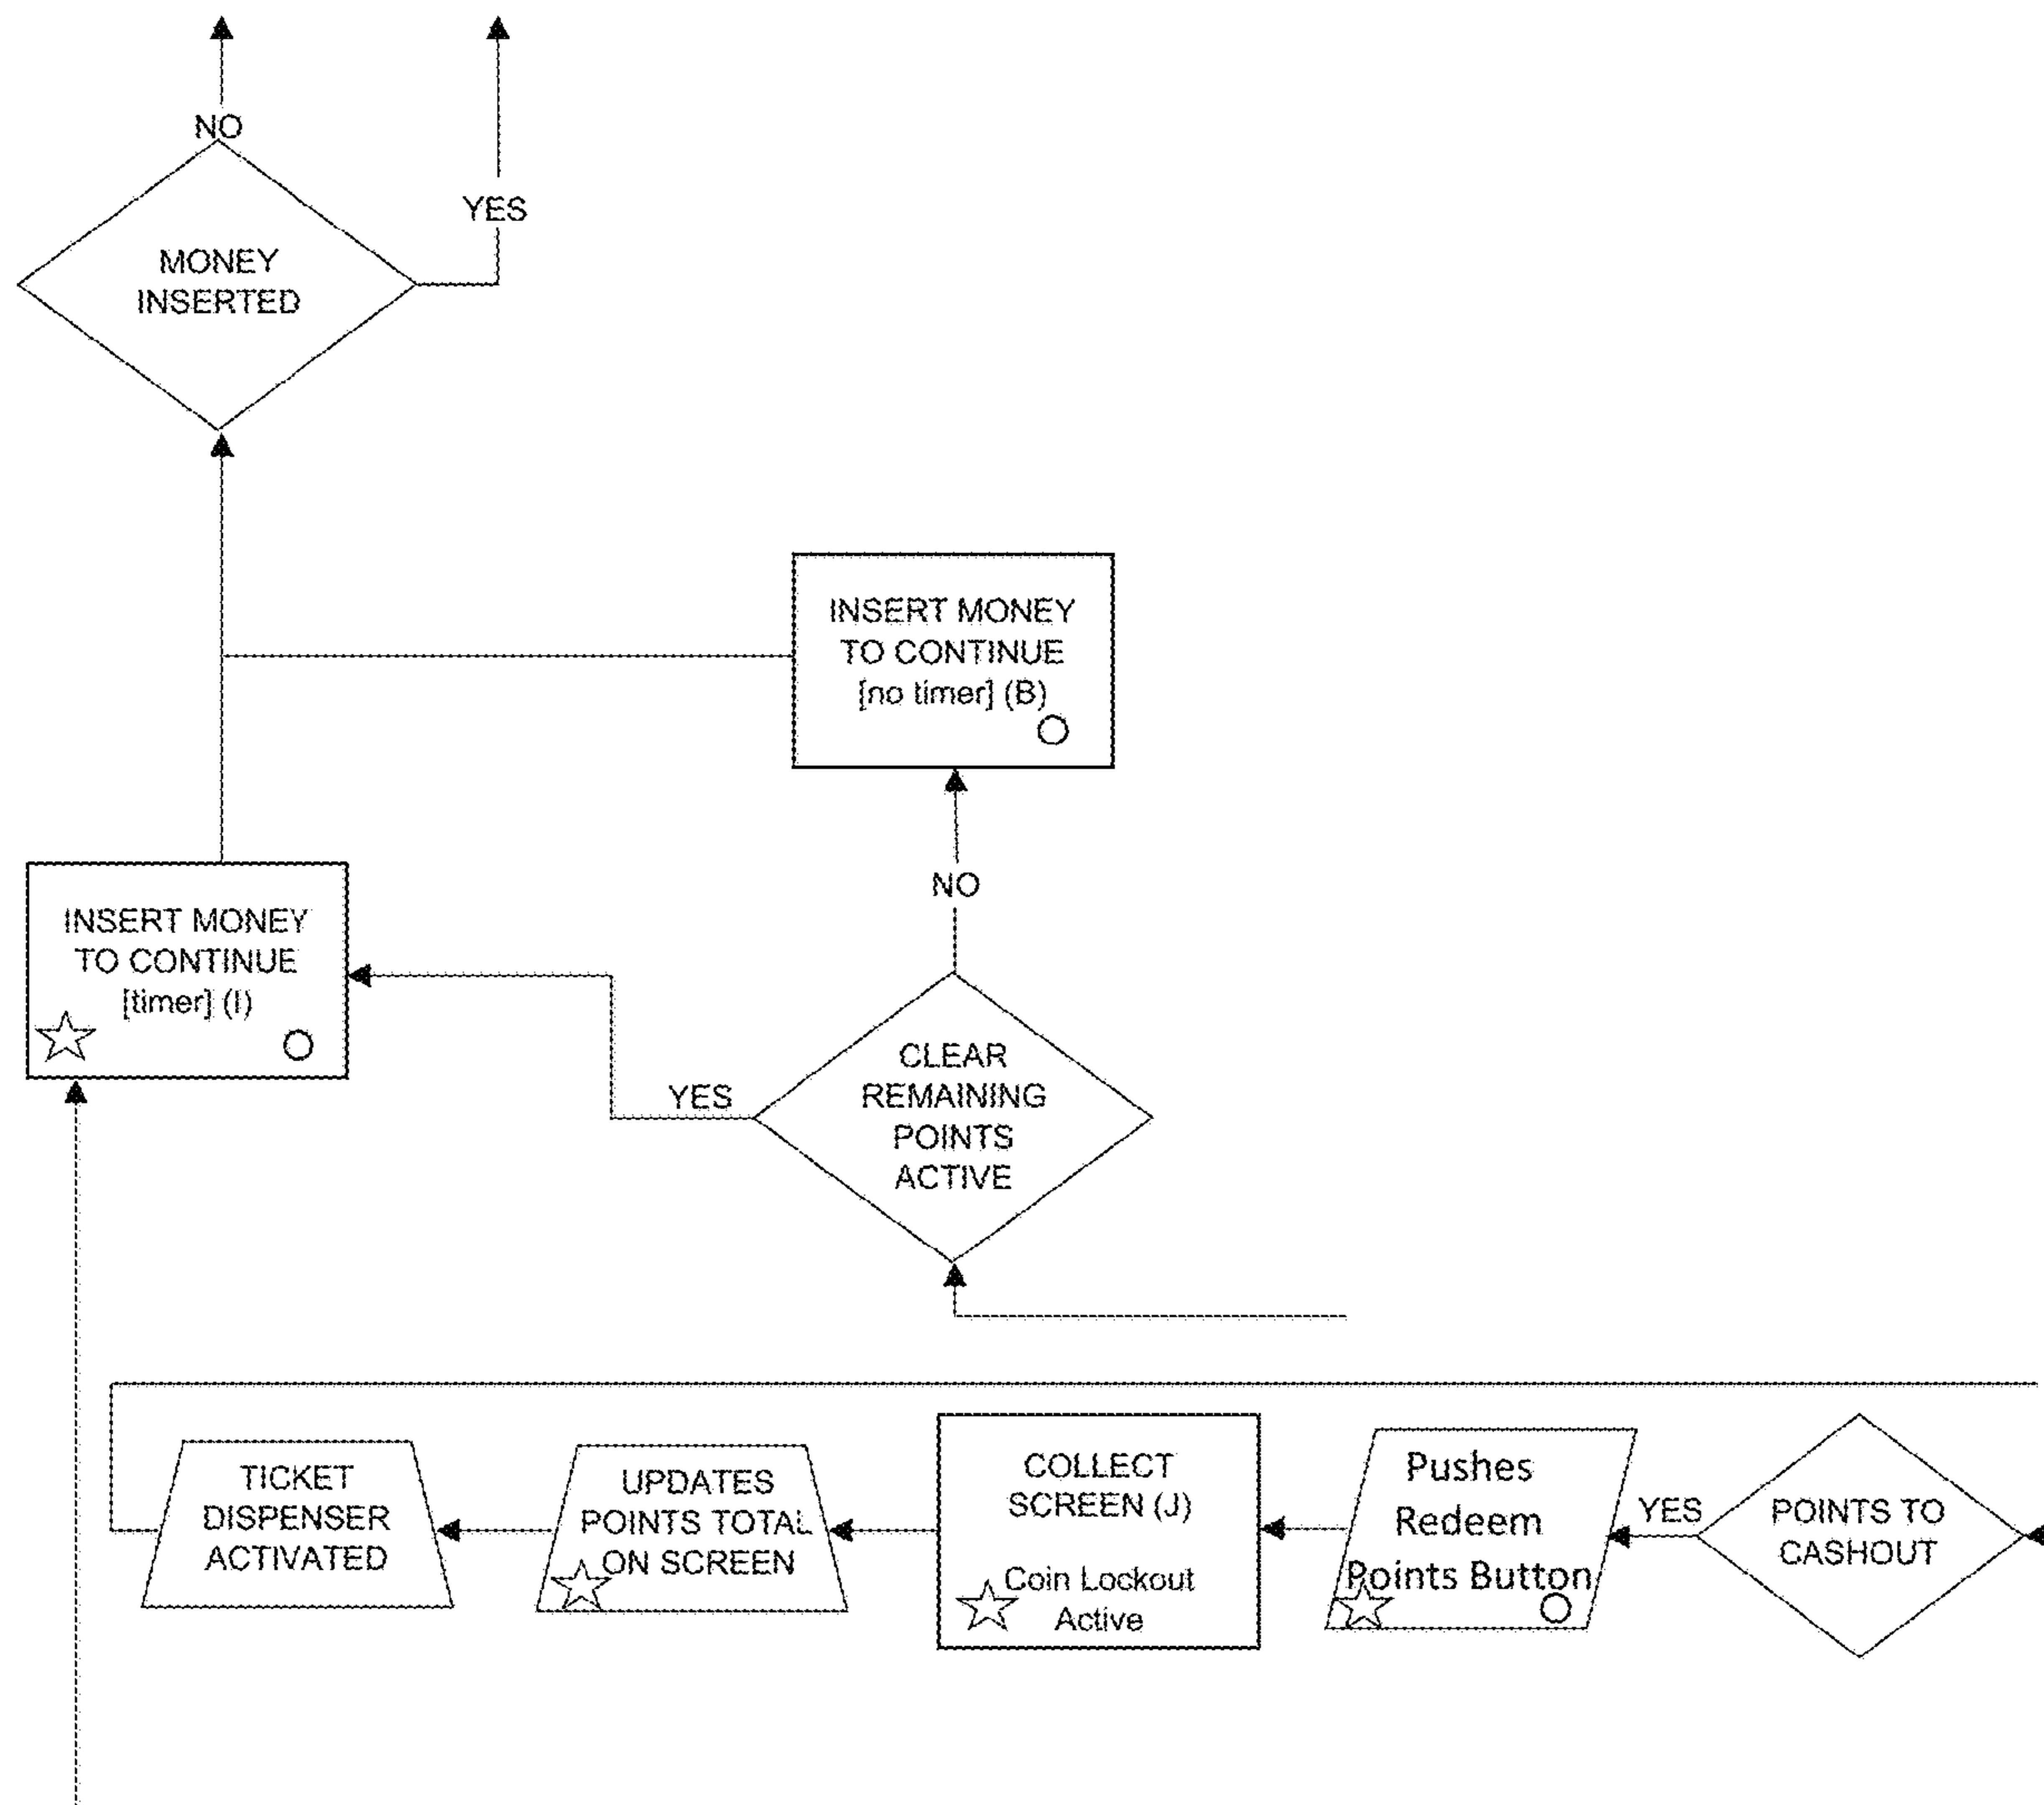 NO
YES
MONEY
INSERTED
INSERT MONEY
TO CONTINUE
[no timer] (B)
NO
INSERT MONEY
TO CONTINUE
[timer] (I)
YES
CLEAR
REMAINING
POINTS
ACTIVE
TICKET
DISPENSER
ACTIVATED
UPDATES
POINTS TOTAL
ON SCREEN
COLLECT
SCREEN (J)
Coin Lockout
Active
Pushes
Redeem
Points Button
YES
POINTS TO
CASHOUT